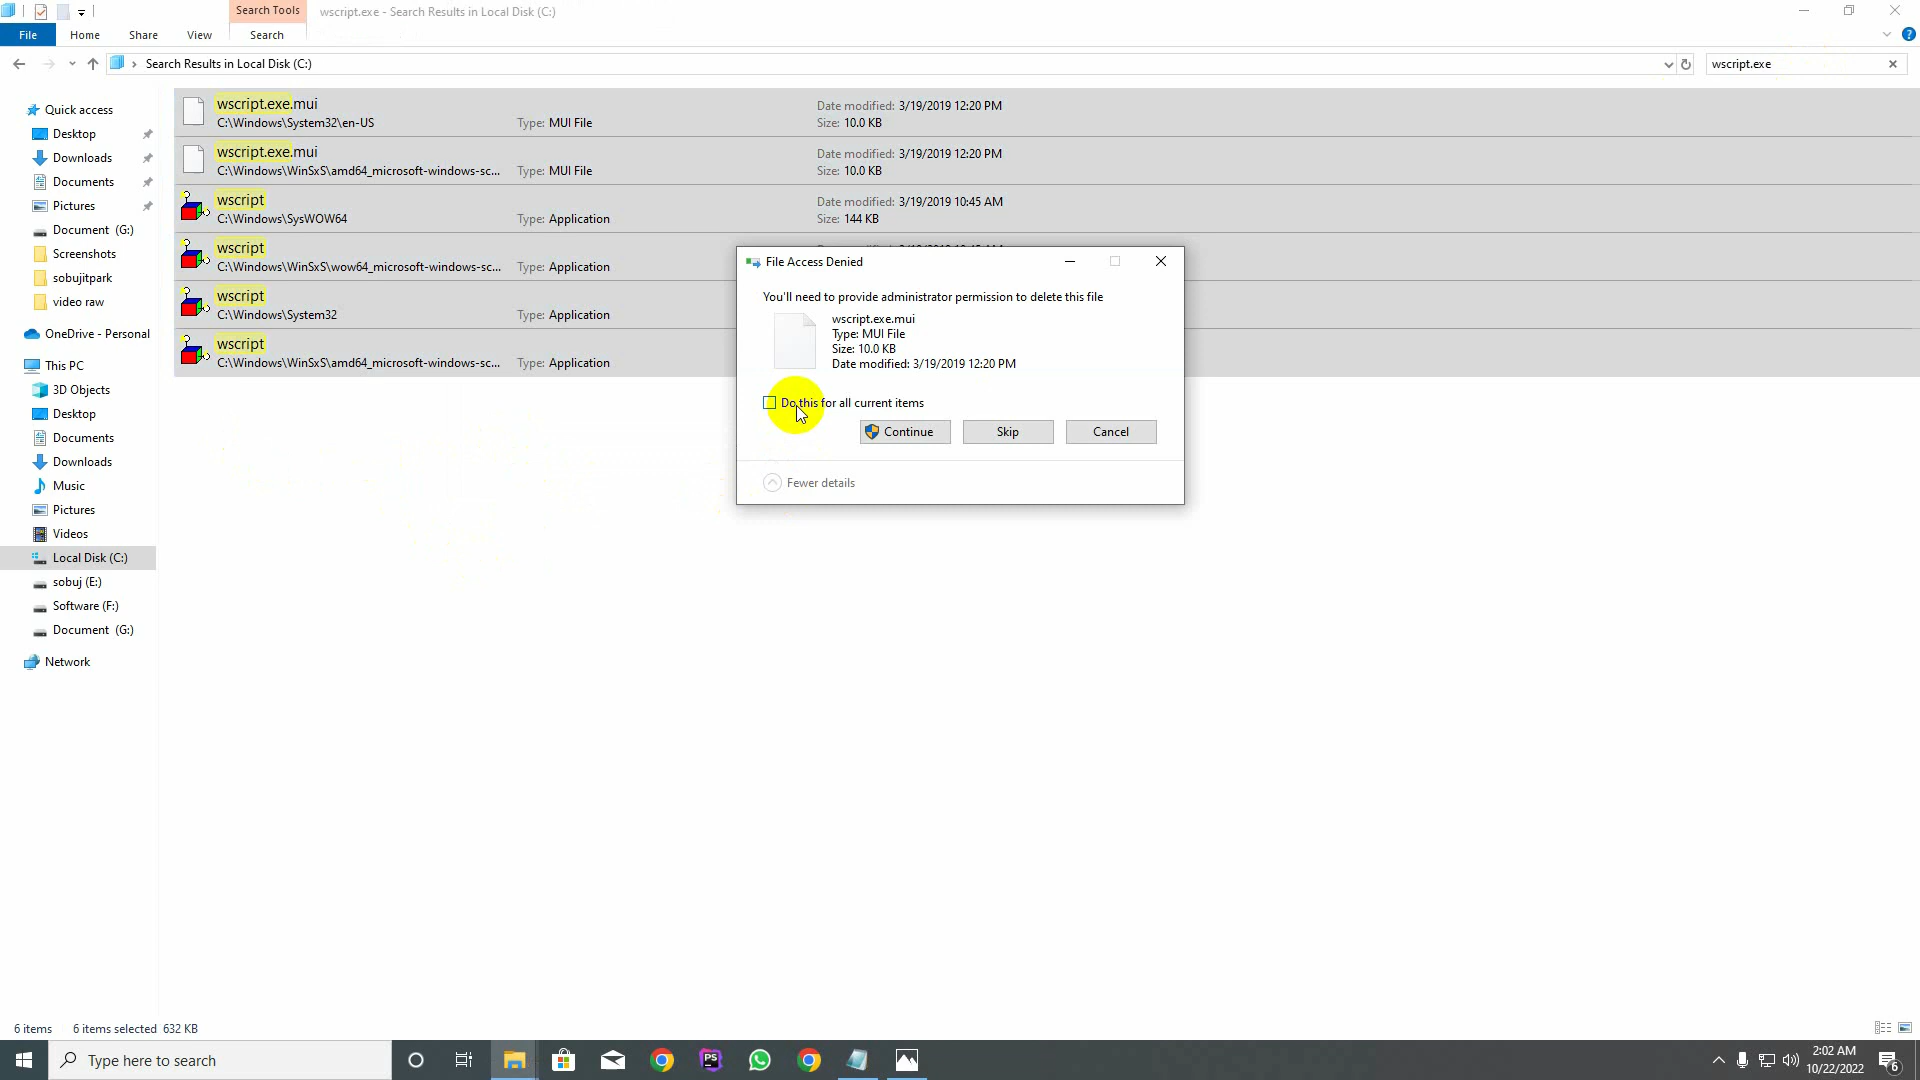 Search Tools
wscript.exe - Search Results in Local Disk (C:)
File
Home
Share
View
Search
Search Results in Local Disk (C:)
wscript.exe
Quick access
Desktop
Downloads
Documents
Pictures
Document (G:)
Screenshots
sobujitpark
video raw
OneDrive - Personal
This PC
3D Objects
Desktop
Documents
Downloads
Music
Pictures
Videos
Local Disk (C:)
sobuj (E:)
Software (F:)
Document (G:)
Network
wscript.exe.mui
C:\Windows\System32\en-US
Type: MUI File
Date modified: 3/19/2019 12:20 PM
Size: 10.0 KB
wscript.exe.mui
C:\Windows\WinSxS\amd64_microsoft-windows-sc...
Type: MUI File
Date modified: 3/19/2019 12:20 PM
Size: 10.0 KB
wscript
C:\Windows\SysWOW64
Type: Application
Date modified: 3/19/2019 10:45 AM
Size: 144 KB
wscript
C:\Windows\WinSxS\wow64_microsoft-windows-sc...
Type: Application
wscript
C:\Windows\System32
Type: Application
wscript
C:\Windows\WinSxS\amd64_microsoft-windows-sc...
Type: Application
File Access Denied
You'll need to provide administrator permission to delete this file
wscript.exe.mui
Type: MUI File
Size: 10.0 KB
Date modified: 3/19/2019 12:20 PM
Do this for all current items
Continue
Skip
Cancel
Fewer details
6 items
6 items selected 632 KB
Type here to search
PS
2:02 AM
10/22/2022
6